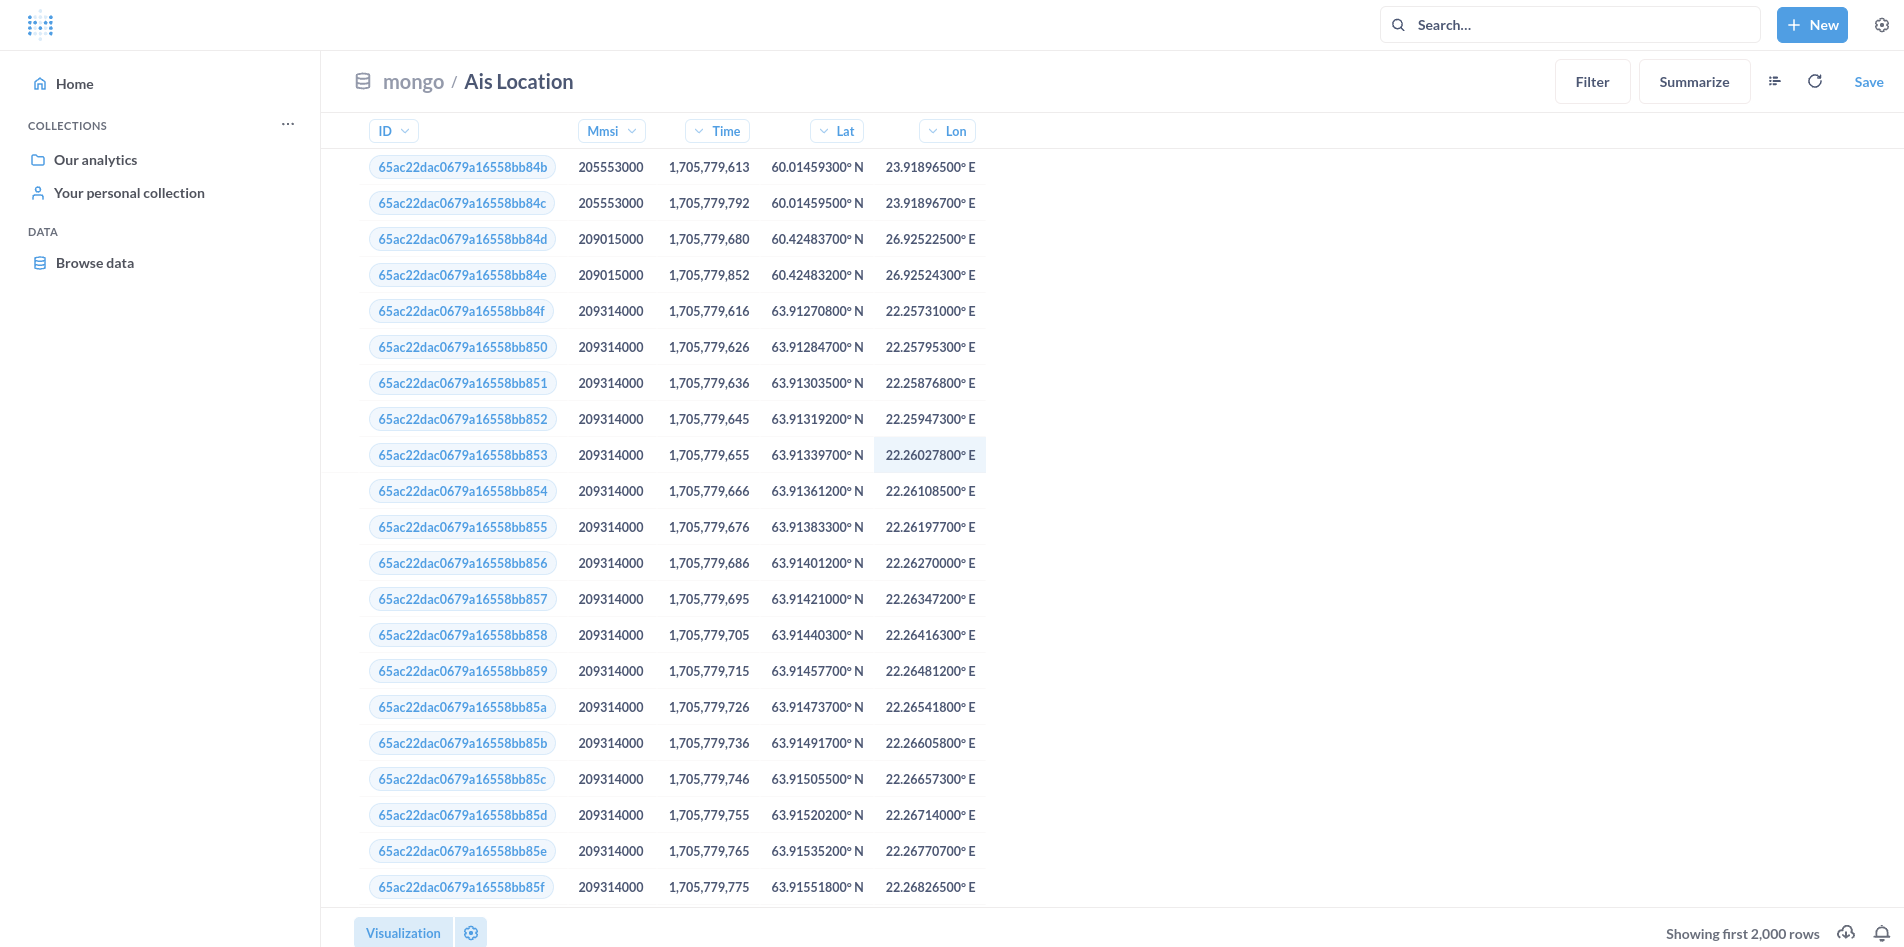 Search...
New
Home
COLLECTIONS
...
Our analytics
Your personal collection
DATA
Browse data
mongo / Ais Location
Filter
Summarize
Save
ID Mmsi Time Lat Lon
65ac22dac0679a16558bb84b 205553000 1,705,779,613 60.01459300° N 23.91896500° E
65ac22dac0679a16558bb84c 205553000 1,705,779,792 60.01459500° N 23.91896700° E
65ac22dac0679a16558bb84d 209015000 1,705,779,680 60.42483700° N 26.92522500° E
65ac22dac0679a16558bb84e 209015000 1,705,779,852 60.42483200° N 26.92524300° E
65ac22dac0679a16558bb84f 209314000 1,705,779,616 63.91270800° N 22.25731000° E
65ac22dac0679a16558bb850 209314000 1,705,779,626 63.91284700° N 22.25795300° E
65ac22dac0679a16558bb851 209314000 1,705,779,636 63.91303500° N 22.25876800° E
65ac22dac0679a16558bb852 209314000 1,705,779,645 63.91319200° N 22.25947300° E
65ac22dac0679a16558bb853 209314000 1,705,779,655 63.91339700° N 22.26027800° E
65ac22dac0679a16558bb854 209314000 1,705,779,666 63.91361200° N 22.26108500° E
65ac22dac0679a16558bb855 209314000 1,705,779,676 63.91383300° N 22.26197700° E
65ac22dac0679a16558bb856 209314000 1,705,779,686 63.91401200° N 22.26270000° E
65ac22dac0679a16558bb857 209314000 1,705,779,695 63.91421000° N 22.26347200° E
65ac22dac0679a16558bb858 209314000 1,705,779,705 63.91440300° N 22.26416300° E
65ac22dac0679a16558bb859 209314000 1,705,779,715 63.91457700° N 22.26481200° E
65ac22dac0679a16558bb85a 209314000 1,705,779,726 63.91473700° N 22.26541800° E
65ac22dac0679a16558bb85b 209314000 1,705,779,736 63.91491700° N 22.26605800° E
65ac22dac0679a16558bb85c 209314000 1,705,779,746 63.91505500° N 22.26657300° E
65ac22dac0679a16558bb85d 209314000 1,705,779,755 63.91520200° N 22.26714000° E
65ac22dac0679a16558bb85e 209314000 1,705,779,765 63.91535200° N 22.26770700° E
65ac22dac0679a16558bb85f 209314000 1,705,779,775 63.91551800° N 22.26826500° E
Visualization
Showing first 2,000 rows